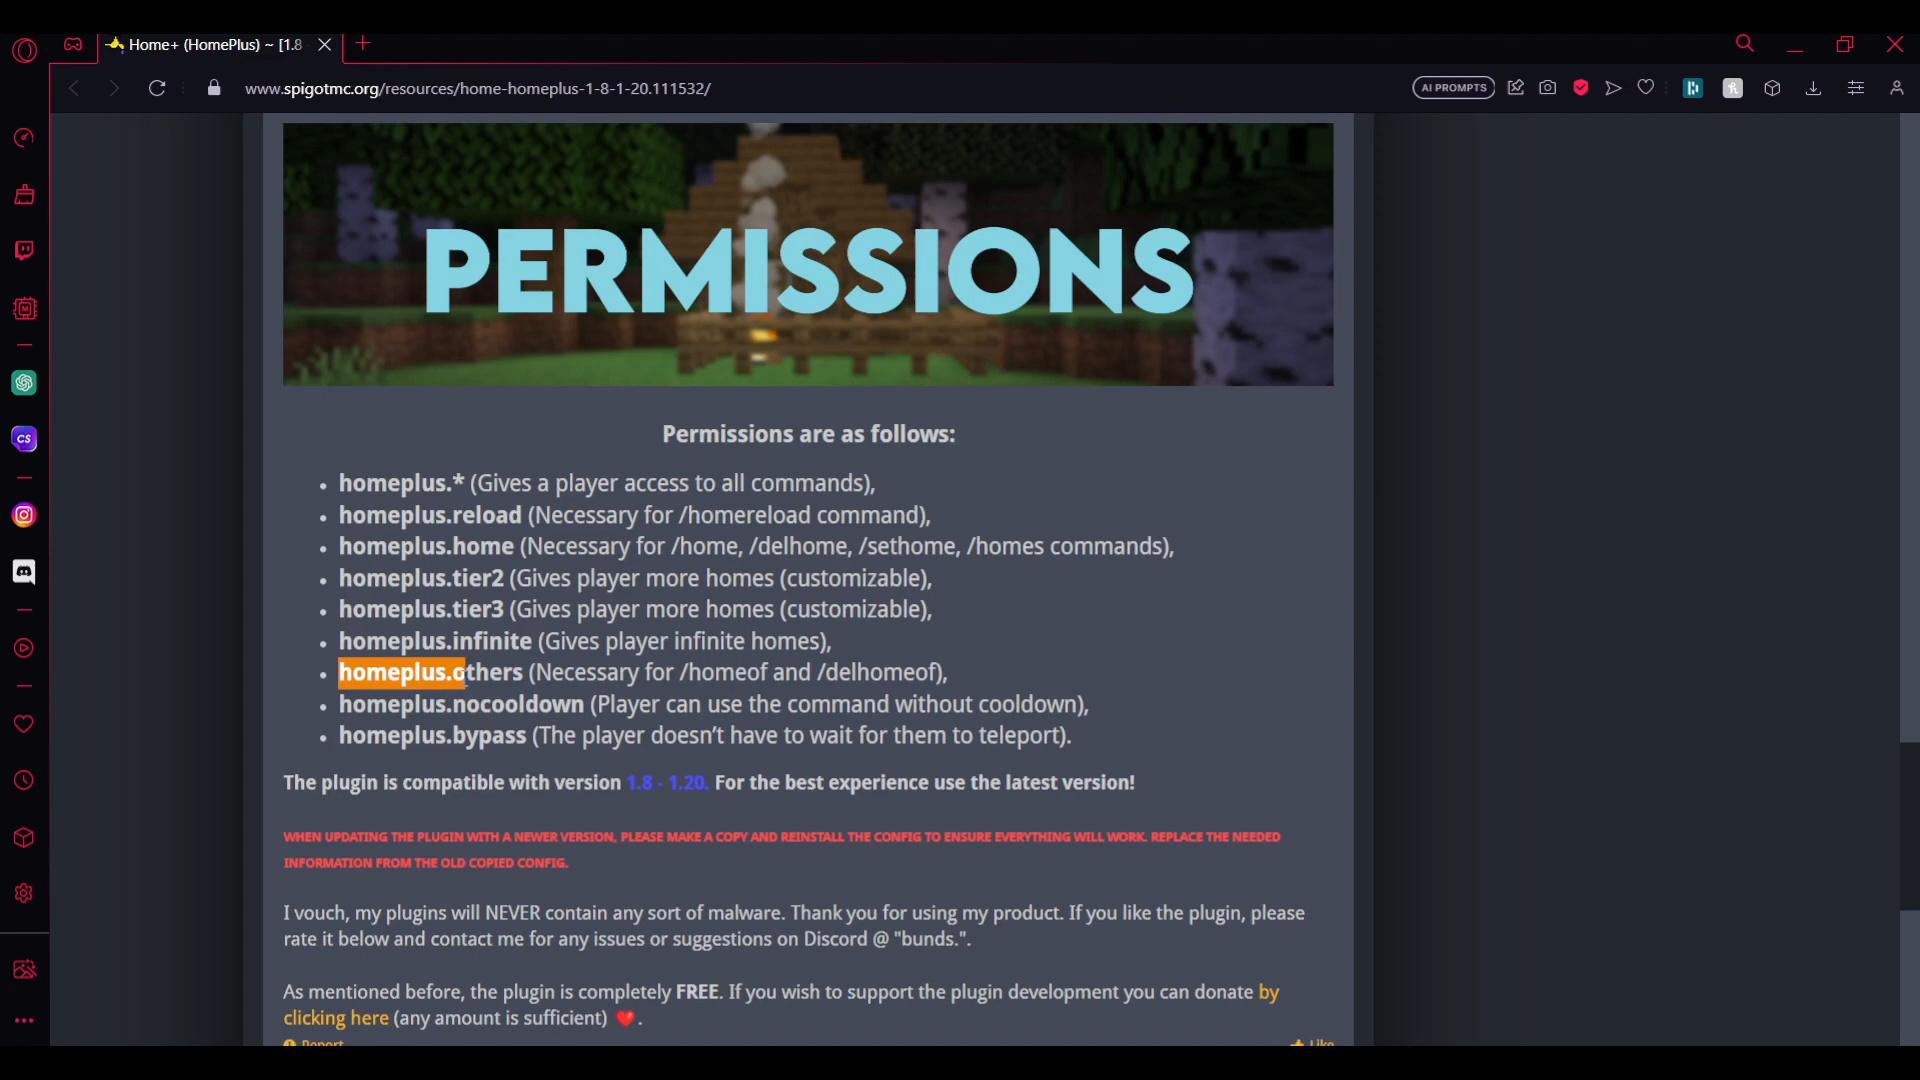 Home+ (HomePlus) ~ [1.8
www.spigotmc.org/resources/home-homeplus-1-8-1-20.111532/
AI PROMPTS
PERMISSIONS
Permissions are as follows:
homeplus.* (Gives a player access to all commands),
homeplus.reload (Necessary for /homereload command),
homeplus.home (Necessary for /home, /delhome, /sethome, /homes commands),
homeplus.tier2 (Gives player more homes (customizable),
homeplus.tier3 (Gives player more homes (customizable),
homeplus.infinite (Gives player infinite homes),
homeplus.others (Necessary for /homeof and /delhomeof),
homeplus.nocooldown (Player can use the command without cooldown),
homeplus.bypass (The player doesn’t have to wait for them to teleport).
The plugin is compatible with version 1.8 - 1.20. For the best experience use the latest version!
WHEN UPDATING THE PLUGIN WITH A NEWER VERSION, PLEASE MAKE A COPY AND REINSTALL THE CONFIG TO ENSURE EVERYTHING WILL WORK. REPLACE THE NEEDED
INFORMATION FROM THE OLD COPIED CONFIG.
I vouch, my plugins will NEVER contain any sort of malware. Thank you for using my product. If you like the plugin, please
rate it below and contact me for any issues or suggestions on Discord @ "bunds.".
As mentioned before, the plugin is completely FREE. If you wish to support the plugin development you can donate by
clicking here (any amount is sufficient) ❤.
Report
Like
CS
M